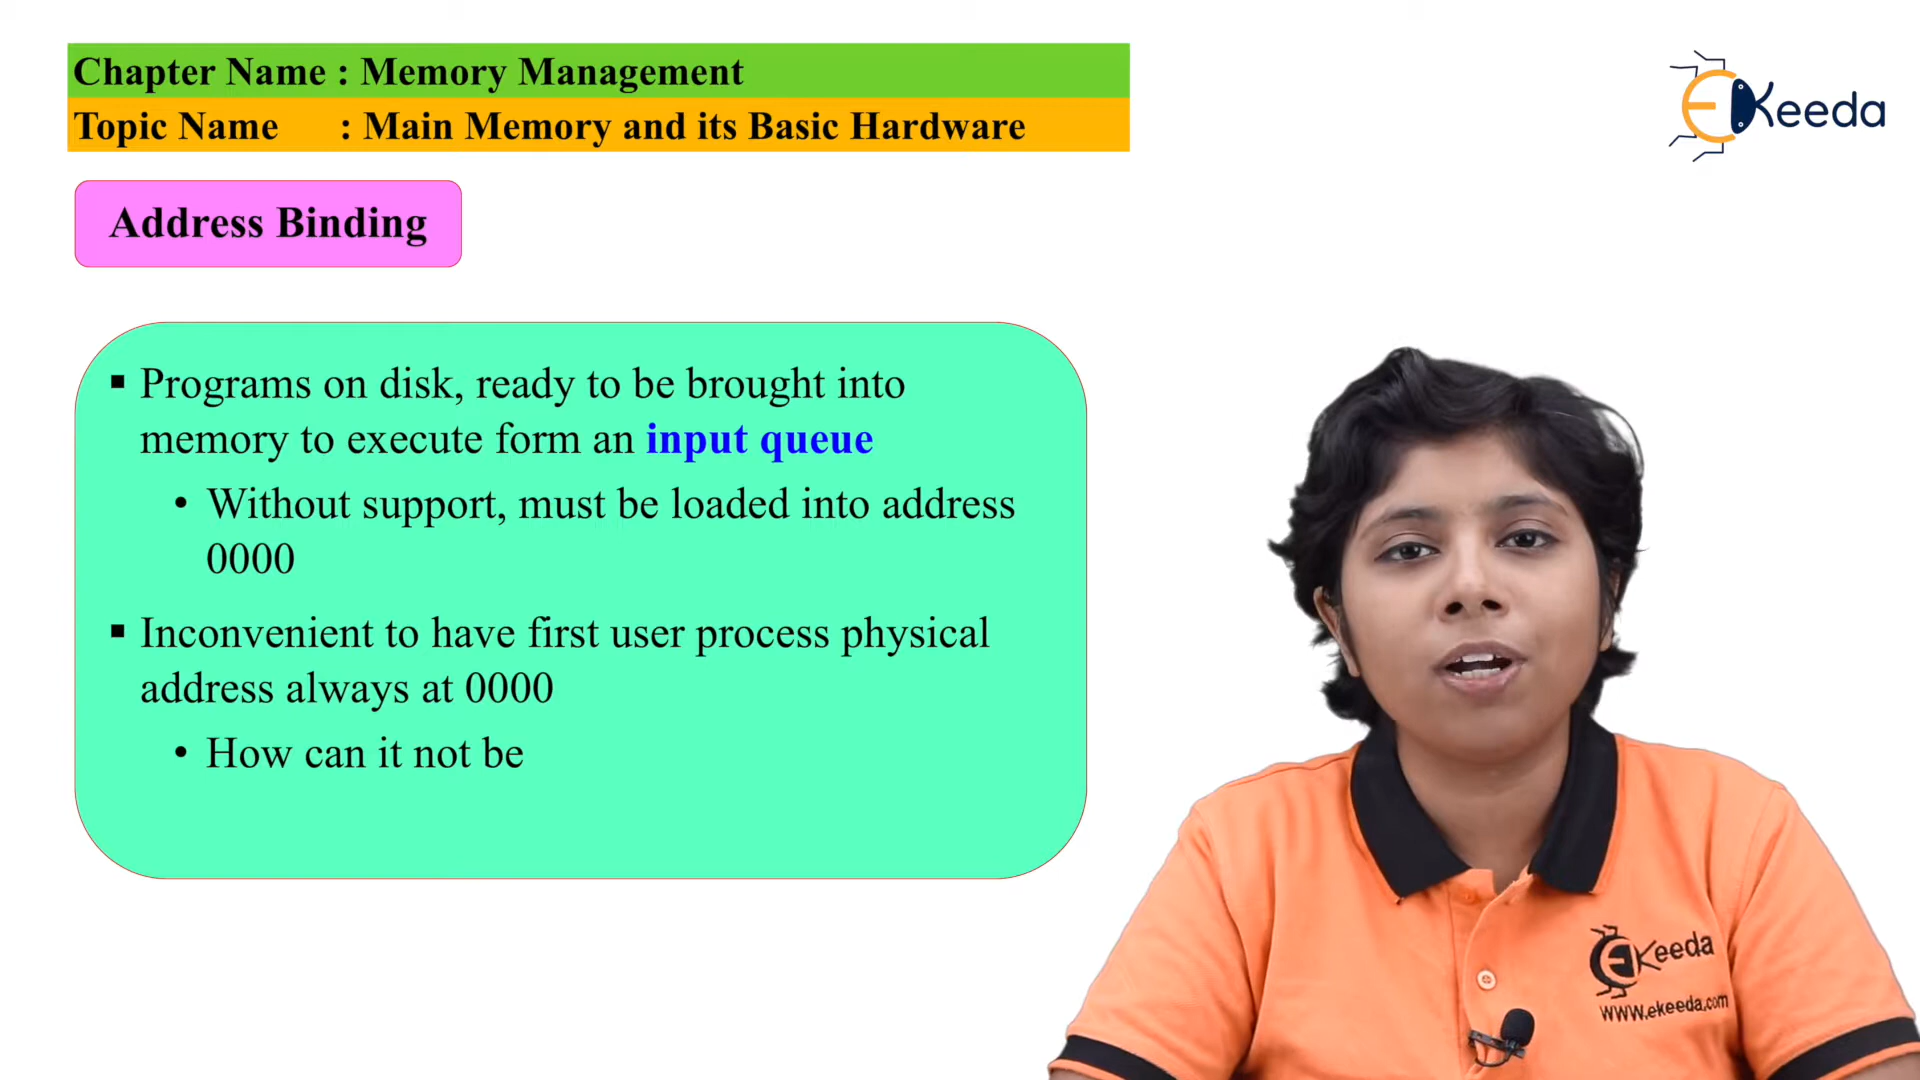 Chapter Name : Memory Management
Topic Name : Main Memory and its Basic Hardware
EKeeda
Address Binding
▪ Programs on disk, ready to be brought into
memory to execute form an input queue
• Without support, must be loaded into address
0000
▪ Inconvenient to have first user process physical
address always at 0000
• How can it not be
EKeeda
www.ekeeda.com